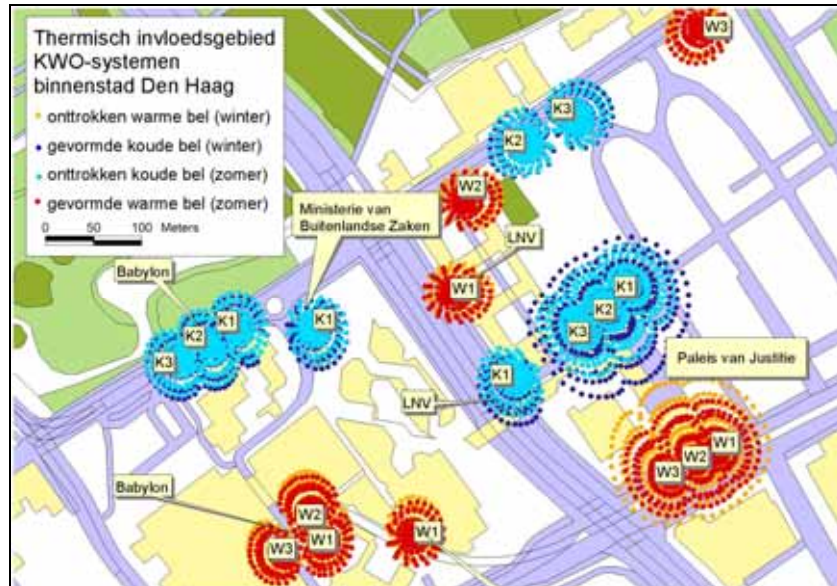 Thermisch invloedsgebied
KWO-systemen
binnenstad Den Haag
onttrokken warme bel (winter)
gevormde koude bel (winter)
onttrokken koude bel (zomer)
gevormde warme bel (zomer)
0 50 100 Meters
W3
K3
K2
W2
Ministerie van
Buitenlandse Zaken
LNV
Babylon
W1
K1
K2
K3
K1
K1
K2
K3
K1
Paleis van Justitie
LNV
W1
W2
W3
Babylon
W2
W1
W3
W1